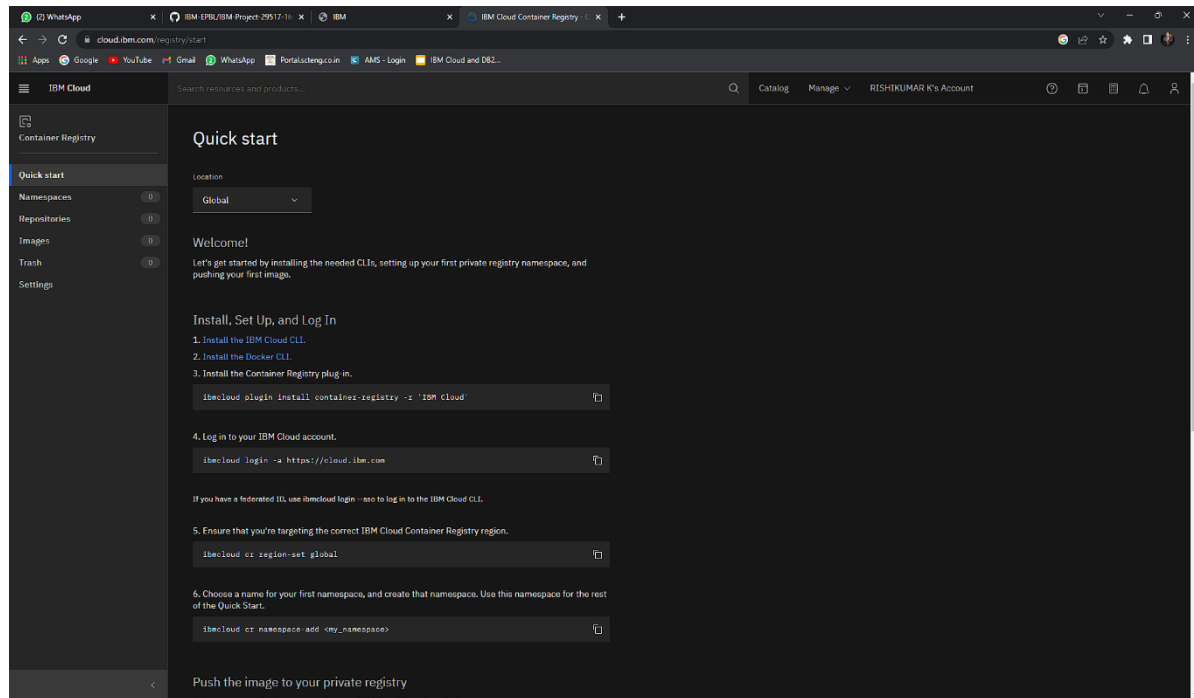 (2) WhatsApp
IBM-EPBL/IBM-Project-29517-16
IBM
IBM Cloud Container Registry - C
cloud.ibm.com/registry/start
Apps
Google
YouTube
Gmail
WhatsApp
Portal.scteng.co.in
AMS - Login
IBM Cloud and DB2...
IBM Cloud
Search resources and products...
Catalog
Manage
RISHIKUMAR K's Account
Container Registry
Quick start
Namespaces 0
Repositories 0
Images 0
Trash 0
Settings
Quick start
Location
Global
Welcome!
Let's get started by installing the needed CLIs, setting up your first private registry namespace, and
pushing your first image.
Install, Set Up, and Log In
1. Install the IBM Cloud CLI.
2. Install the Docker CLI.
3. Install the Container Registry plug-in.
ibmcloud plugin install container-registry -r 'IBM Cloud'
4. Log in to your IBM Cloud account.
ibmcloud login -a https://cloud.ibm.com
If you have a federated ID, use ibmcloud login --sso to log in to the IBM Cloud CLI.
5. Ensure that you're targeting the correct IBM Cloud Container Registry region.
ibmcloud cr region-set global
6. Choose a name for your first namespace, and create that namespace. Use this namespace for the rest
of the Quick Start.
ibmcloud cr namespace-add <my_namespace>
Push the image to your private registry